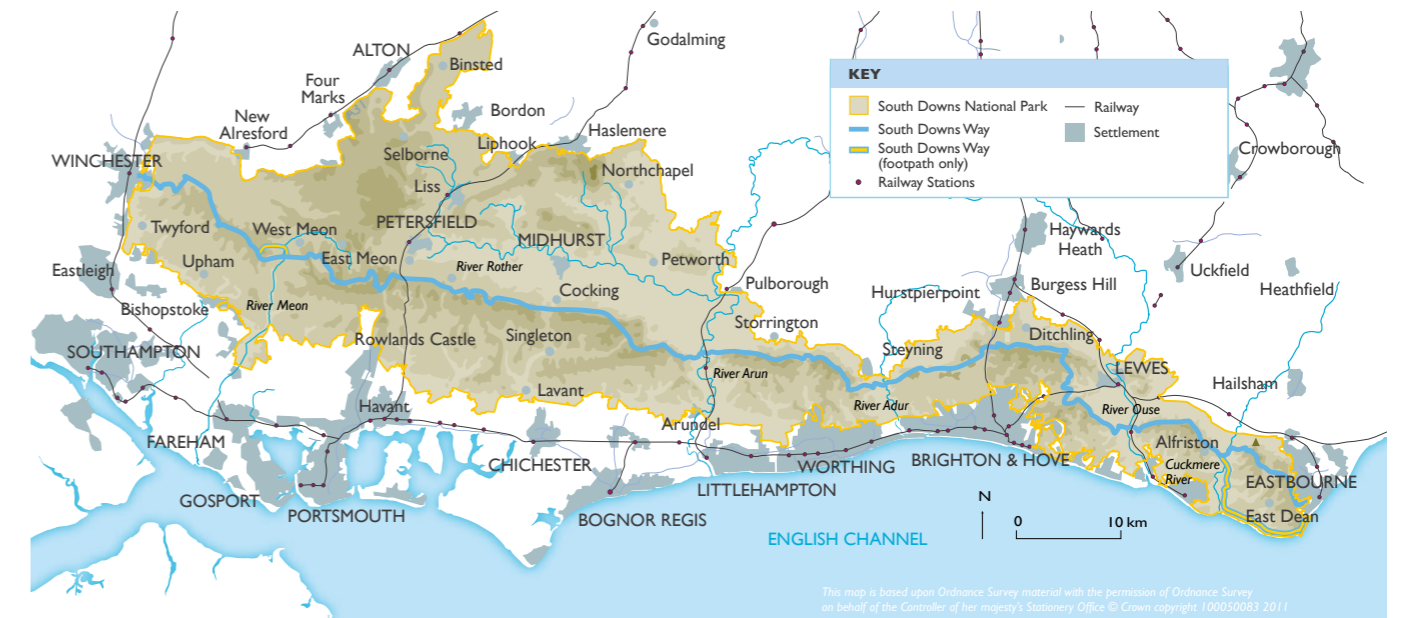 Godalming
ALTON
Binsted
Four
Marks
KEY
South Downs National Park
Railway
South Downs Way
Settlement
South Downs Way
(footpath only)
Railway Stations
New
Alresford
Bordon
Haslemere
Liphook
Selborne
Crowborough
WINCHESTER
Northchapel
Liss
Twyford
West Meon
PETERSFIELD
MIDHURST
Haywards
Heath
Eastleigh
Upham
East Meon
River Rother
Petworth
Uckfield
Cocking
Pulborough
Hurstpierpoint
Burgess Hill
Heathfield
Bishopstoke
River Meon
Storrington
Rowlands Castle
Singleton
Ditchling
SOUTHAMPTON
Steyning
River Arun
LEWES
Lavant
Hailsham
Havant
River Adur
River Ouse
Arundel
FAREHAM
Alfriston
CHICHESTER
WORTHING
BRIGHTON & HOVE
Cuckmere
River
EASTBOURNE
GOSPORT
LITTLEHAMPTON
PORTSMOUTH
BOGNOR REGIS
N
East Dean
0
10 km
ENGLISH CHANNEL
This map is based upon Ordnance Survey material with the permission of Ordnance Survey
on behalf of the Controller of her majesty's Stationery Office © Crown copyright 100050083 2011